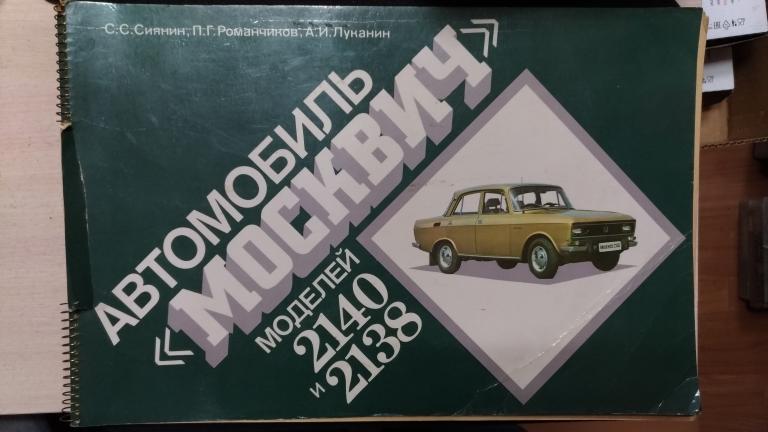 С.С.Сиянин, П.Г.Романчиков, А.И.Луканин
АВТОМОБИЛЬ
«МОСКВИЧ»
МОДЕЛЕЙ
2140
и 2138